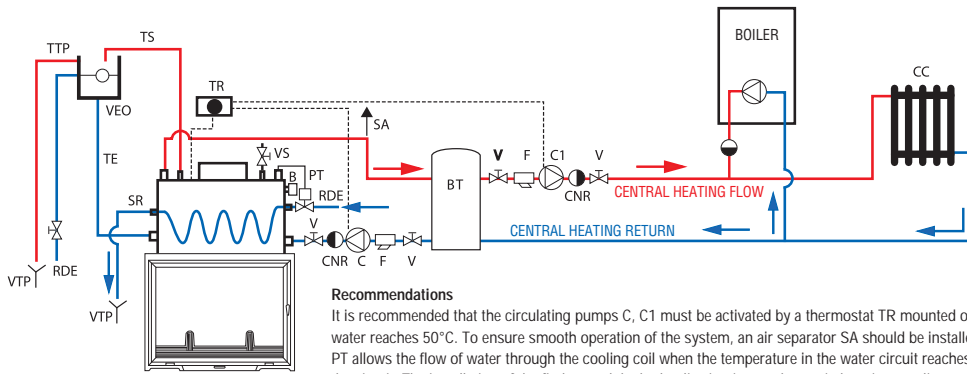 BOILER
TTP
TS
CC
VEO
TR
SA
TE
VS
B
PT
BT
V
F
C1
V
CNR
CENTRAL HEATING FLOW
SR
RDE
V
CENTRAL HEATING RETURN
CNR
C
F
V
VTP
RDE
VTP
Recommendations
It is recommended that the circulating pumps C, C1 must be activated by a thermostat TR mounted o
water reaches 50°C. To ensure smooth operation of the system, an air separator SA should be installe
PT allows the flow of water through the cooling coil when the temperature in the water circuit reaches